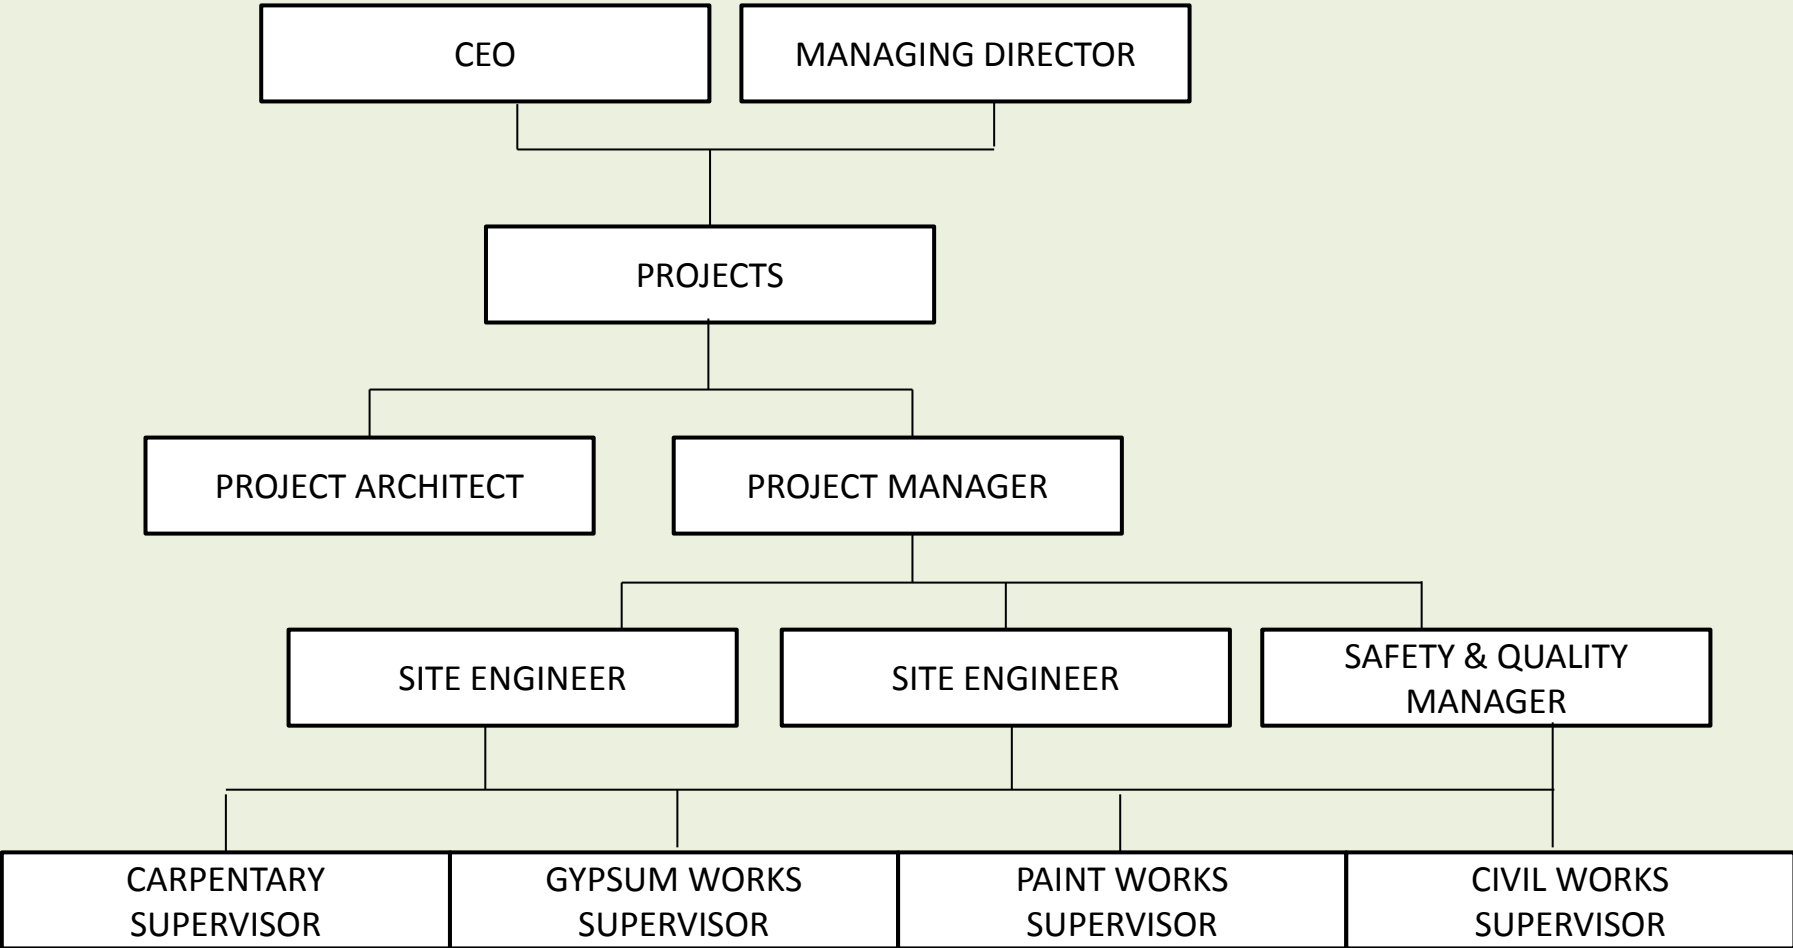 CEO
MANAGING DIRECTOR
PROJECTS
PROJECT ARCHITECT
PROJECT MANAGER
SITE ENGINEER
SITE ENGINEER
SAFETY & QUALITY
MANAGER
CARPENTARY
SUPERVISOR
GYPSUM WORKS
SUPERVISOR
PAINT WORKS
SUPERVISOR
CIVIL WORKS
SUPERVISOR